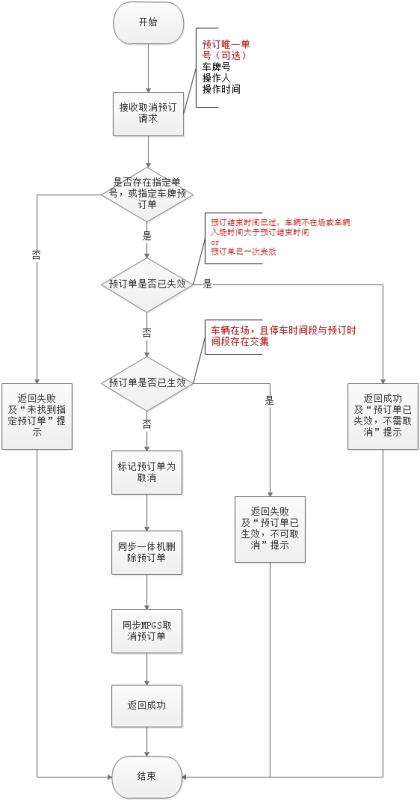 开始
预订唯一单
号（可选）
车牌号
操作人
操作时间
接收取消预订
请求
是否存在指定单
号，或指定车牌预
订单
预订结束时间已过，车辆不在场或车辆
入场时间大于预订结束时间
or
预订单已一次失效
是
否
预订单是否已失效
是
否
车辆在场，且停车时间段与预订时
间段存在交集
预订单是否已生效
是
否
返回失败
及“未找到指
定预订单”提
示
返回成功
及“预订单已
失效，不需取
消”提示
标记预订单为
取消
返回失败
及“预订单已
生效，不可取
消”提示
同步一体机删
除预订单
同步MPGS取
消预订单
返回成功
结束